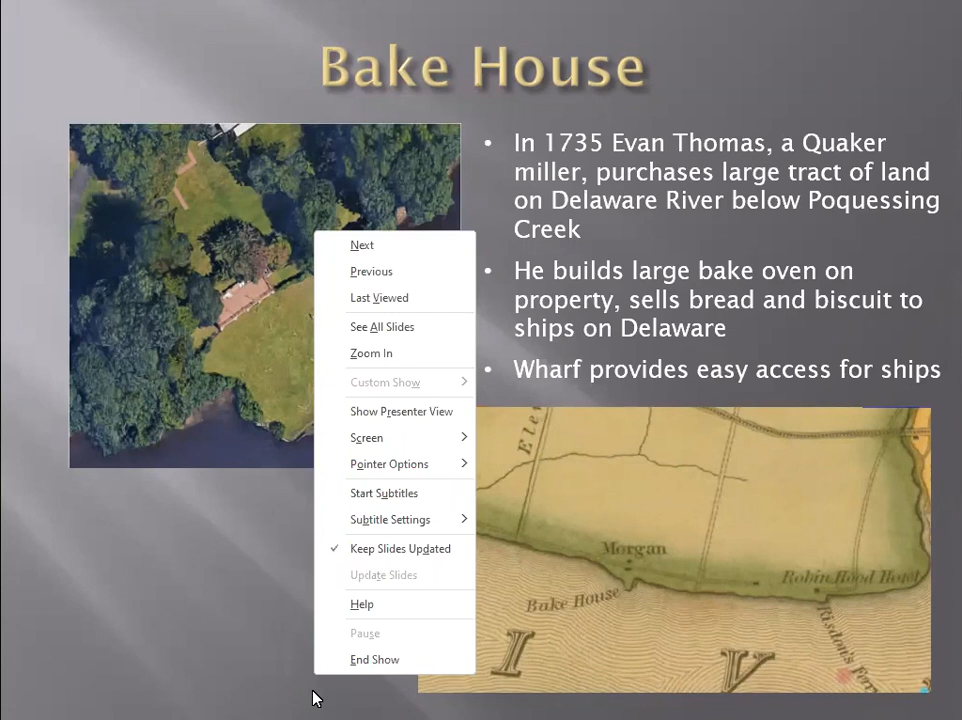 Bake House
• In 1735 Evan Thomas, a Quaker
miller, purchases large tract of land
on Delaware River below Poquessing
Creek
• He builds large bake oven on
property, sells bread and biscuit to
ships on Delaware
• Wharf provides easy access for ships
Next
Previous
Last Viewed
See All Slides
Zoom In
Custom Show
Show Presenter View
Screen
Pointer Options
Start Subtitles
Subtitle Settings
Keep Slides Updated
Update Slides
Help
Pause
End Show
Ele
Morgan
Bake House
Robin Hood Hotel
Risdon's Ferry
I V